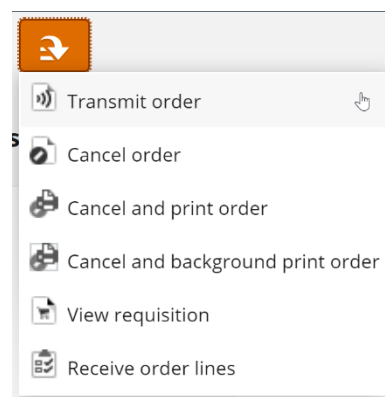 s
Transmit order
Cancel order
Cancel and print order
Cancel and background print order
View requisition
Receive order lines